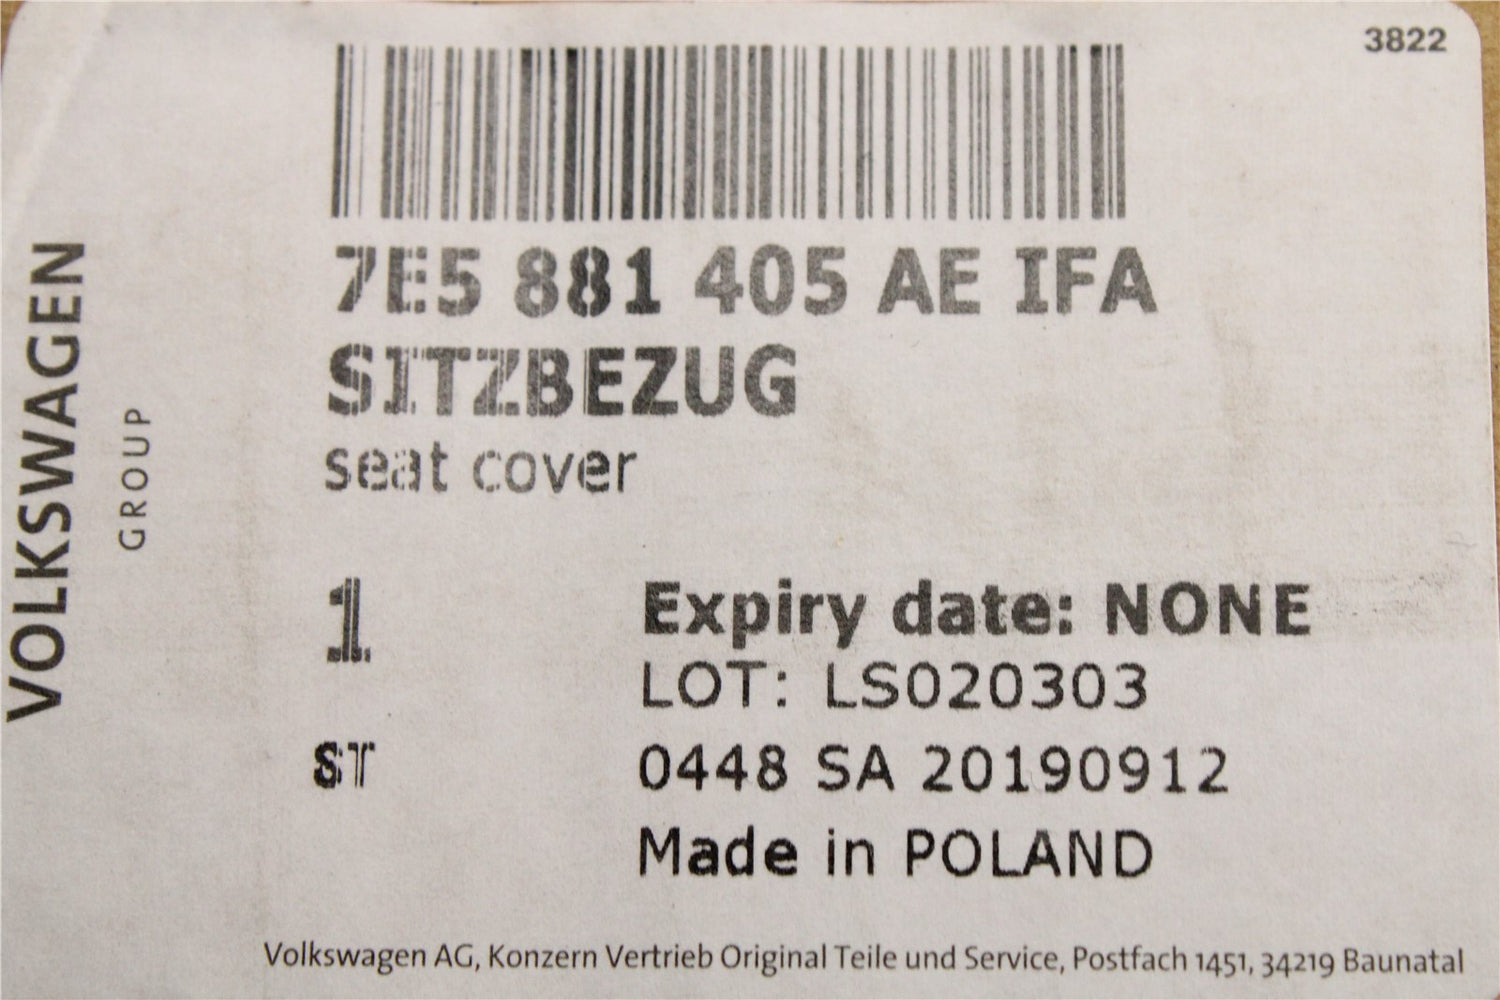 3822
7E5 881 405 AE IFA
SITZBEZUG
seat cover
VOLKSWAGEN
GROUP
1
Expiry date: NONE
LOT: LS020303
ST
0448 SA 20190912
Made in POLAND
Volkswagen AG, Konzern Vertrieb Original Teile und Service, Postfach 1451, 34219 Baunatal